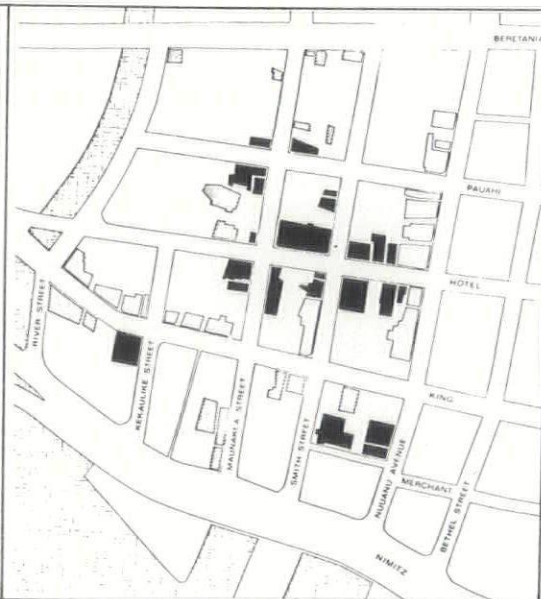 BERETANIA
PAUAHI
HOTEL
KING
RIVER STREET
KEKAULIKE STREET
MAUNAKEA STREET
SMITH STREET
NUUANU AVENUE
MERCHANT
BETHEL STREET
NIMITZ